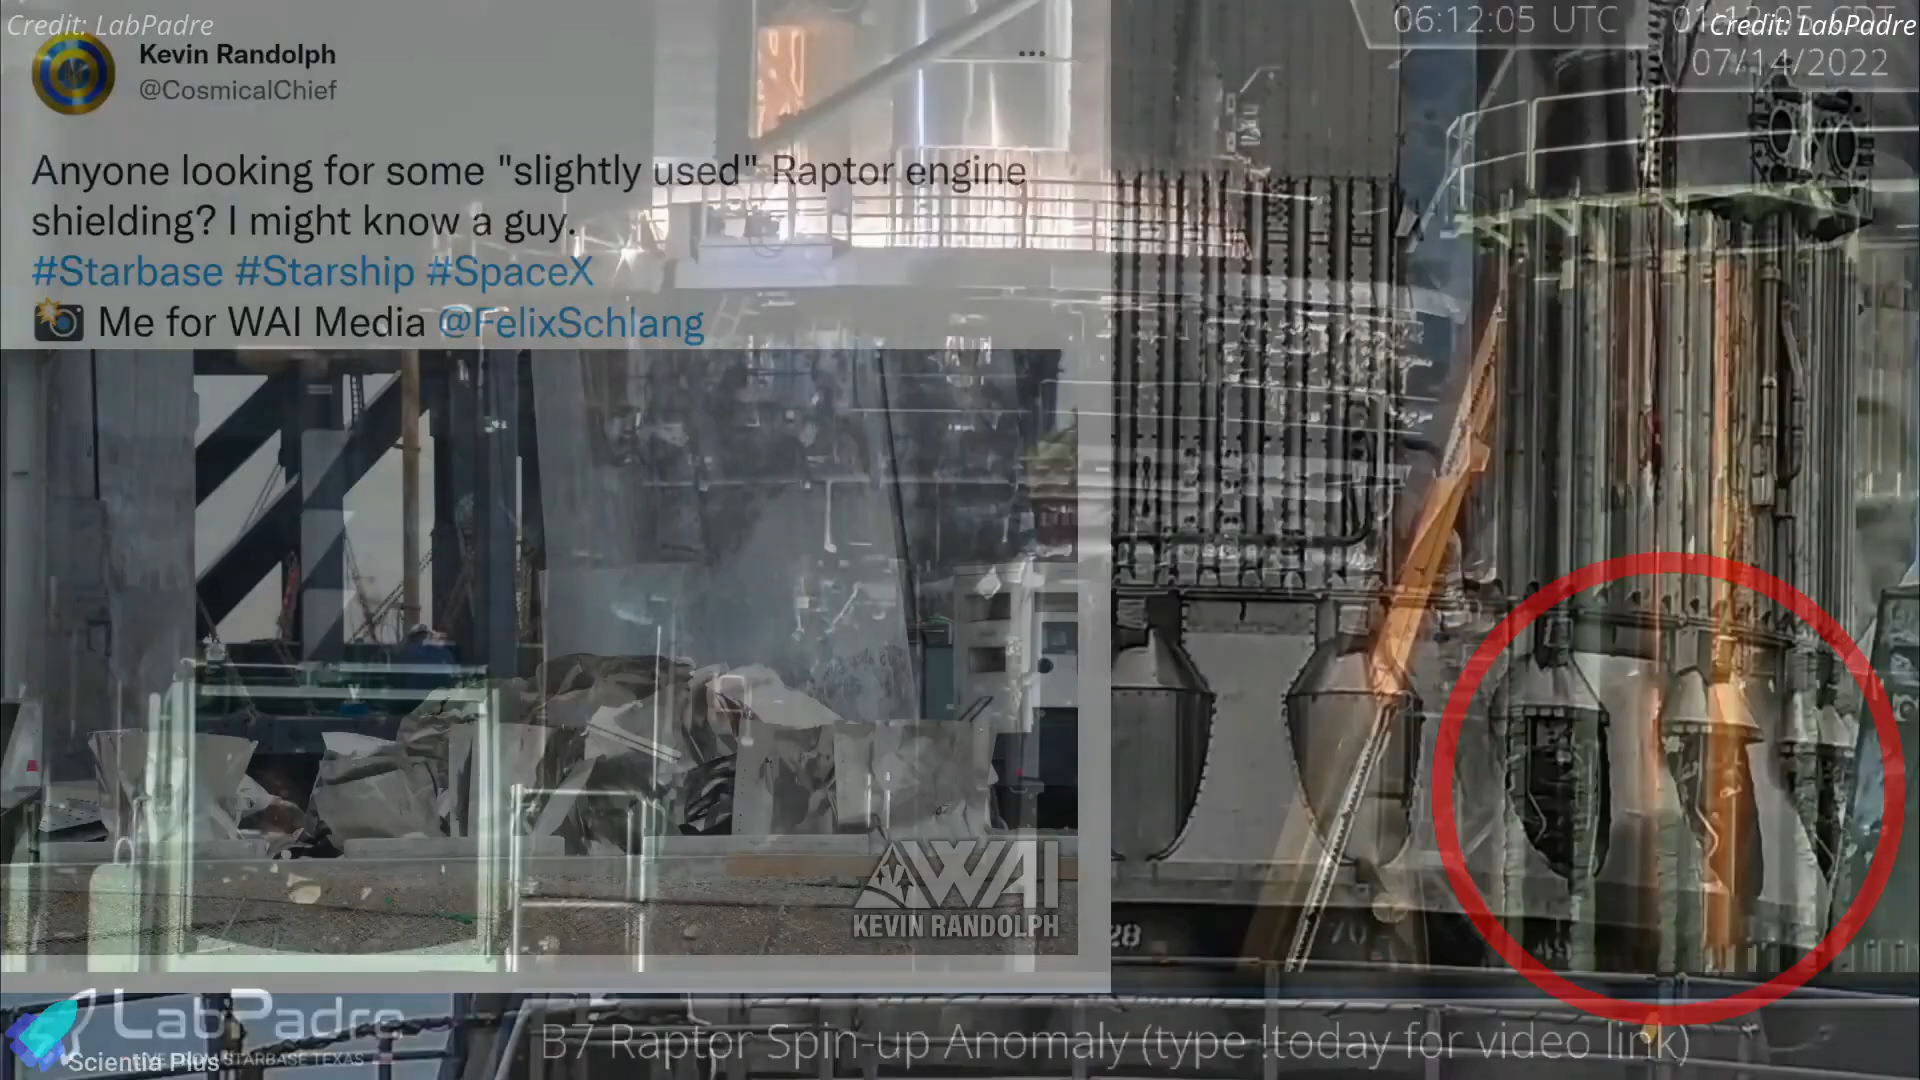 Credit: LabPadre
Kevin Randolph
@CosmicalChief
Anyone looking for some "slightly used" Raptor engine
shielding? I might know a guy.
#Starbase #Starship #SpaceX
Me for WAI Media @FelixSchlang
WAI
KEVIN RANDOLPH
06:12:05 UTC
Credit: LabPadre
07/14/2022
28
LabPadre
STARBASE TEXAS
Scientia Plus
B7 Raptor Spin-up Anomaly (type !today for video link)